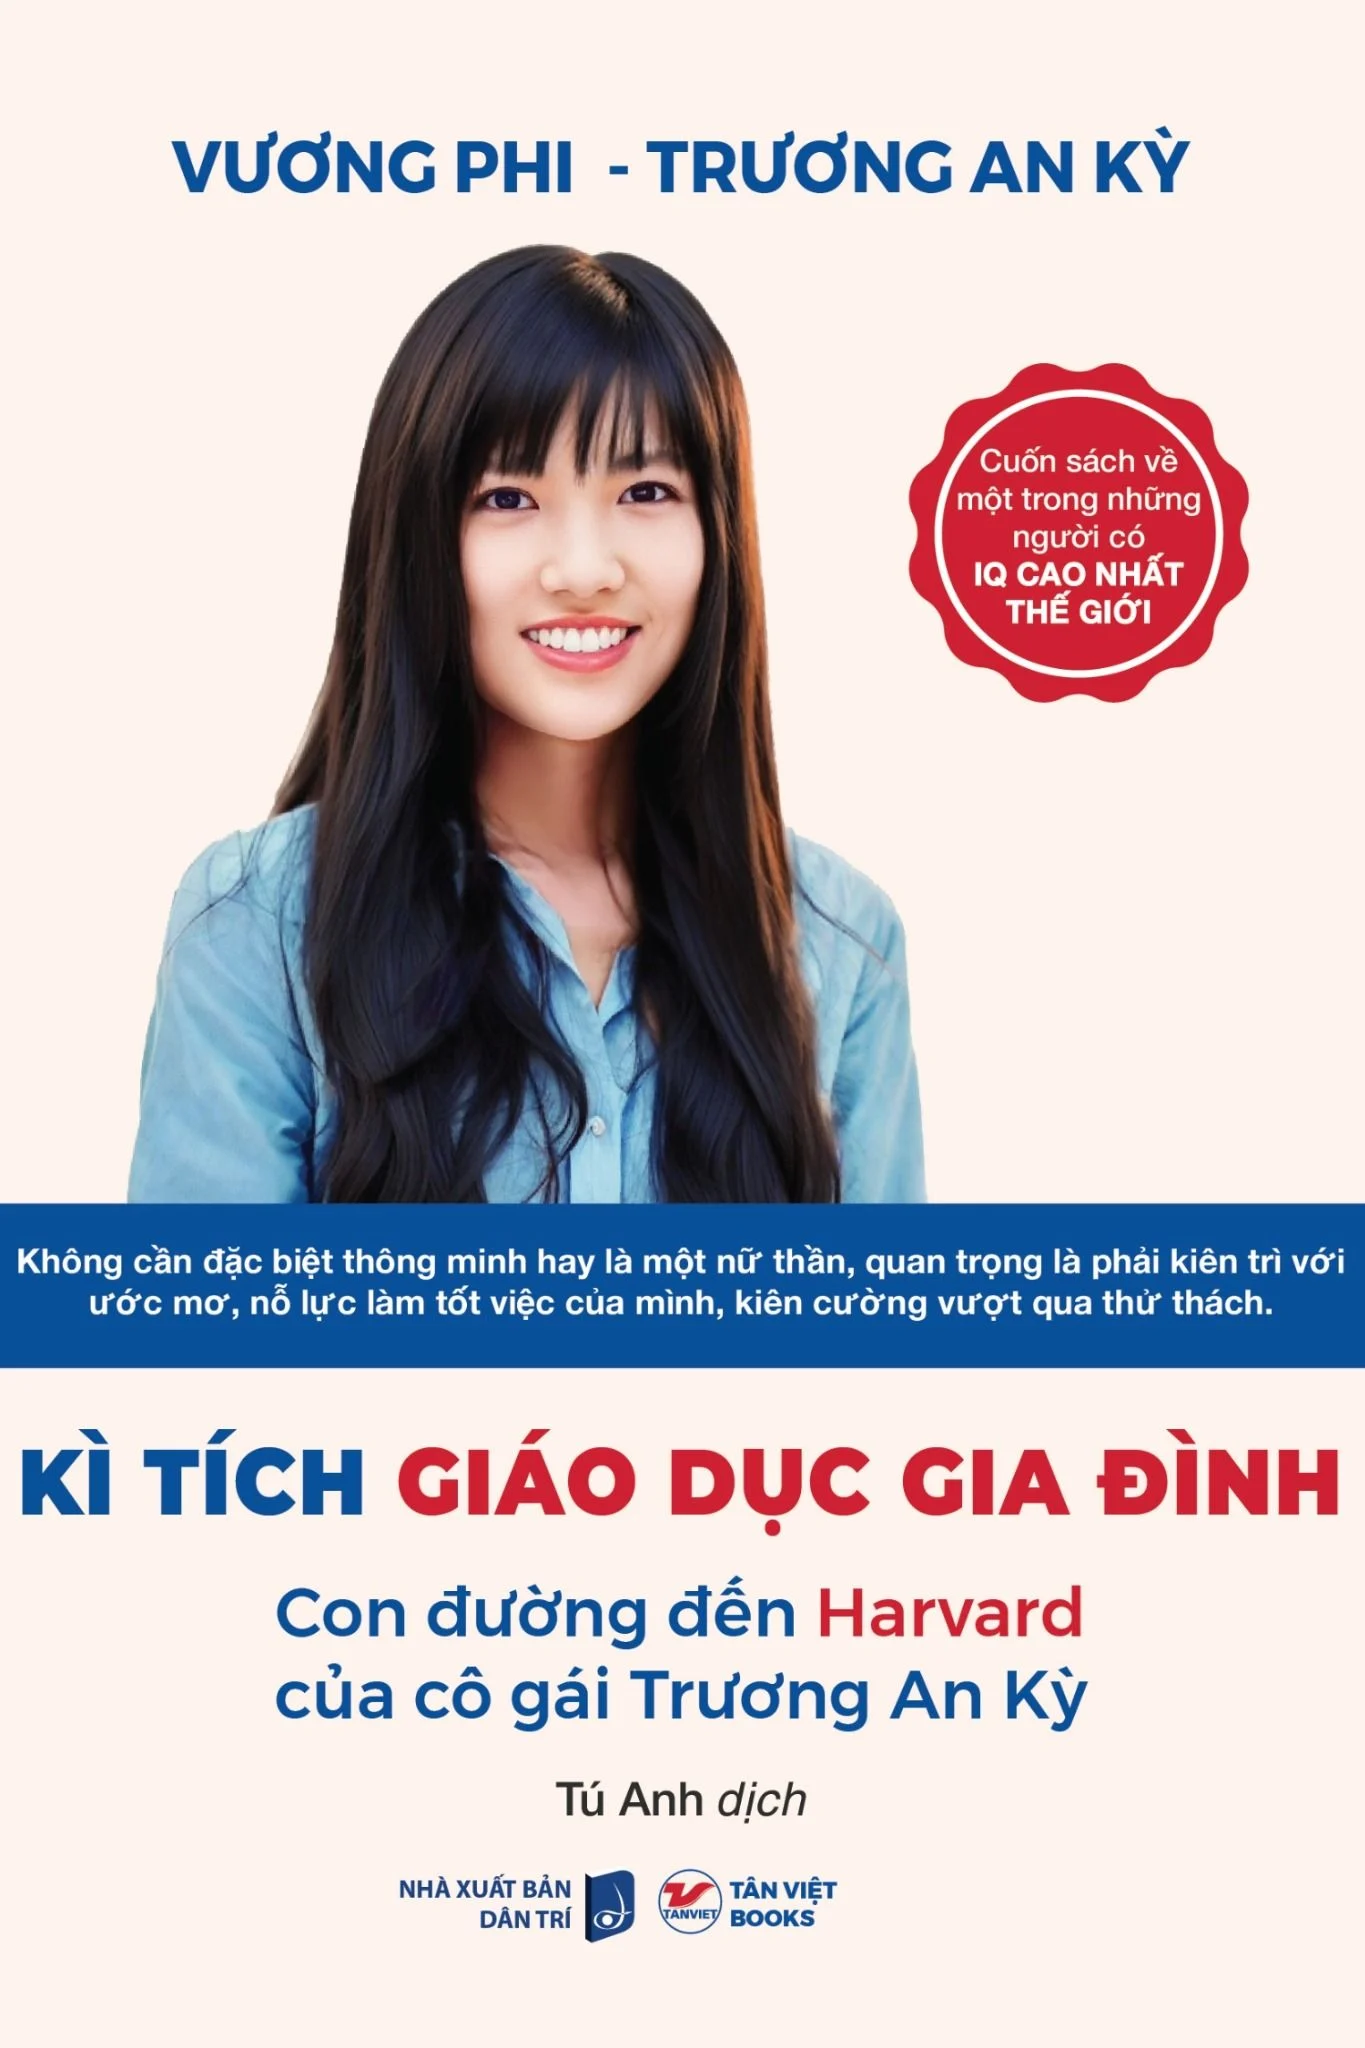 VƯƠNG PHI - TRƯƠNG AN KỲ
Cuốn sách về
một trong những
người có
IQ CAO NHẤT
THẾ GIỚI
Không cần đặc biệt thông minh hay là một nữ thần, quan trọng là phải kiên trì với
ước mơ, nỗ lực làm tốt việc của mình, kiên cường vượt qua thử thách.
KÌ TÍCH GIÁO DỤC GIA ĐÌNH
Con đường đến Harvard
của cô gái Trương An Kỳ
Tú Anh dịch
NHÀ XUẤT BẢN
DÂN TRÍ
TANVIET
TÂN VIỆT
BOOKS